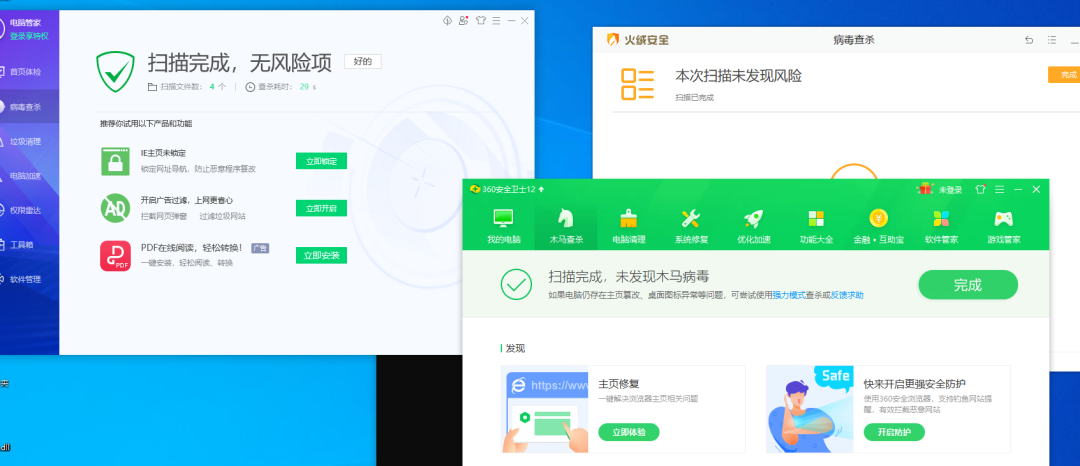 电脑管家
登录享特权
首页体检
病毒查杀
垃圾清理
电脑加速
权限雷达
工具箱
软件管理
扫描完成，无风险项
好的
扫描文件数： 4 个
查杀耗时： 29 s
推荐你试用以下产品和功能
IE主页未锁定
锁定网址导航，防止恶意程序篡改
立即锁定
开启广告过滤，上网更省心
拦截网页弹窗 过滤垃圾网站
立即开启
AD
PDF在线阅读，轻松转换！
广告
一键安装，轻松阅读、转换
立即安装
PDF
火绒安全
病毒查杀
本次扫描未发现风险
扫描已完成
完成
360安全卫士12
未登录
我的电脑
木马查杀
电脑清理
系统修复
优化加速
功能大全
金融•互助宝
软件管家
游戏管家
扫描完成，未发现木马病毒
如果电脑仍存在主页篡改、桌面图标异常等问题，可尝试使用强力模式查杀或反馈求助
完成
发现
https://www
主页修复
一键解决浏览器主页相关问题
立即体验
Safe
快来开启更强安全防护
使用360安全浏览器，支持钓鱼网站提
醒，有效拦截恶意网站
开启防护
夹
dll